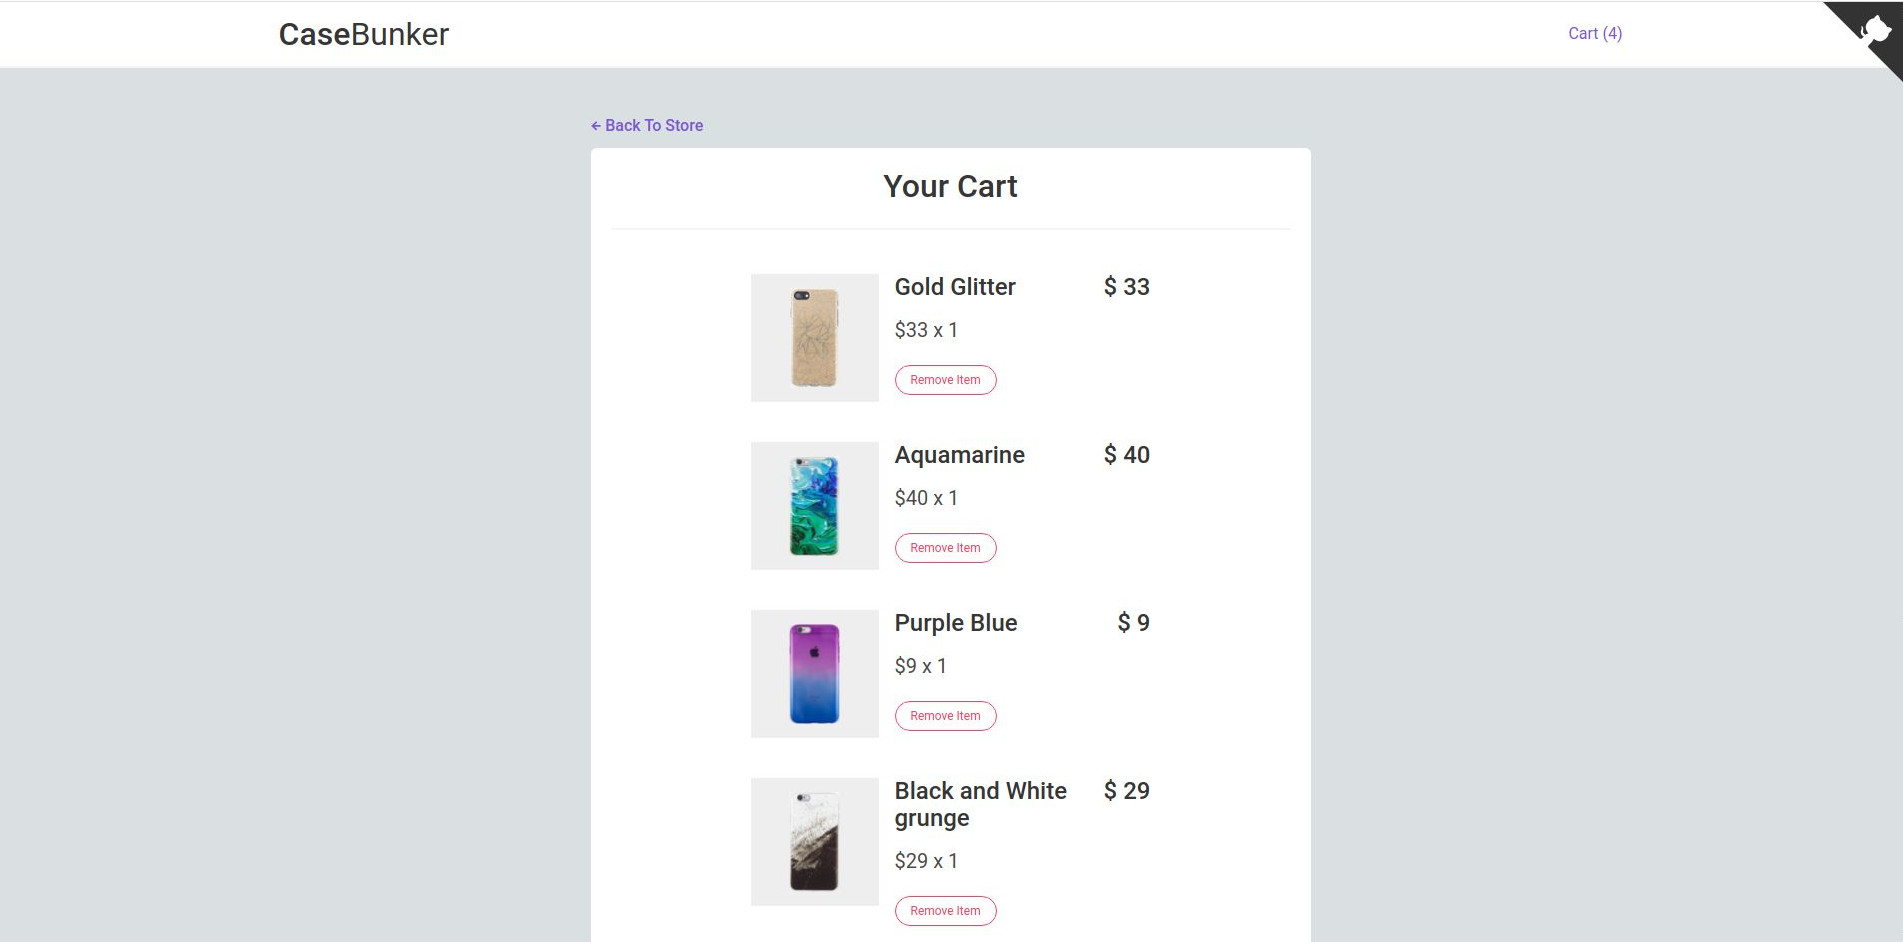 CaseBunker
Cart (4)
← Back To Store
Your Cart
Gold Glitter
$ 33
$33 x 1
Remove Item
Aquamarine
$ 40
$40 x 1
Remove Item
Purple Blue
$ 9
$9 x 1
Remove Item
Black and White
$ 29
grunge
$29 x 1
Remove Item